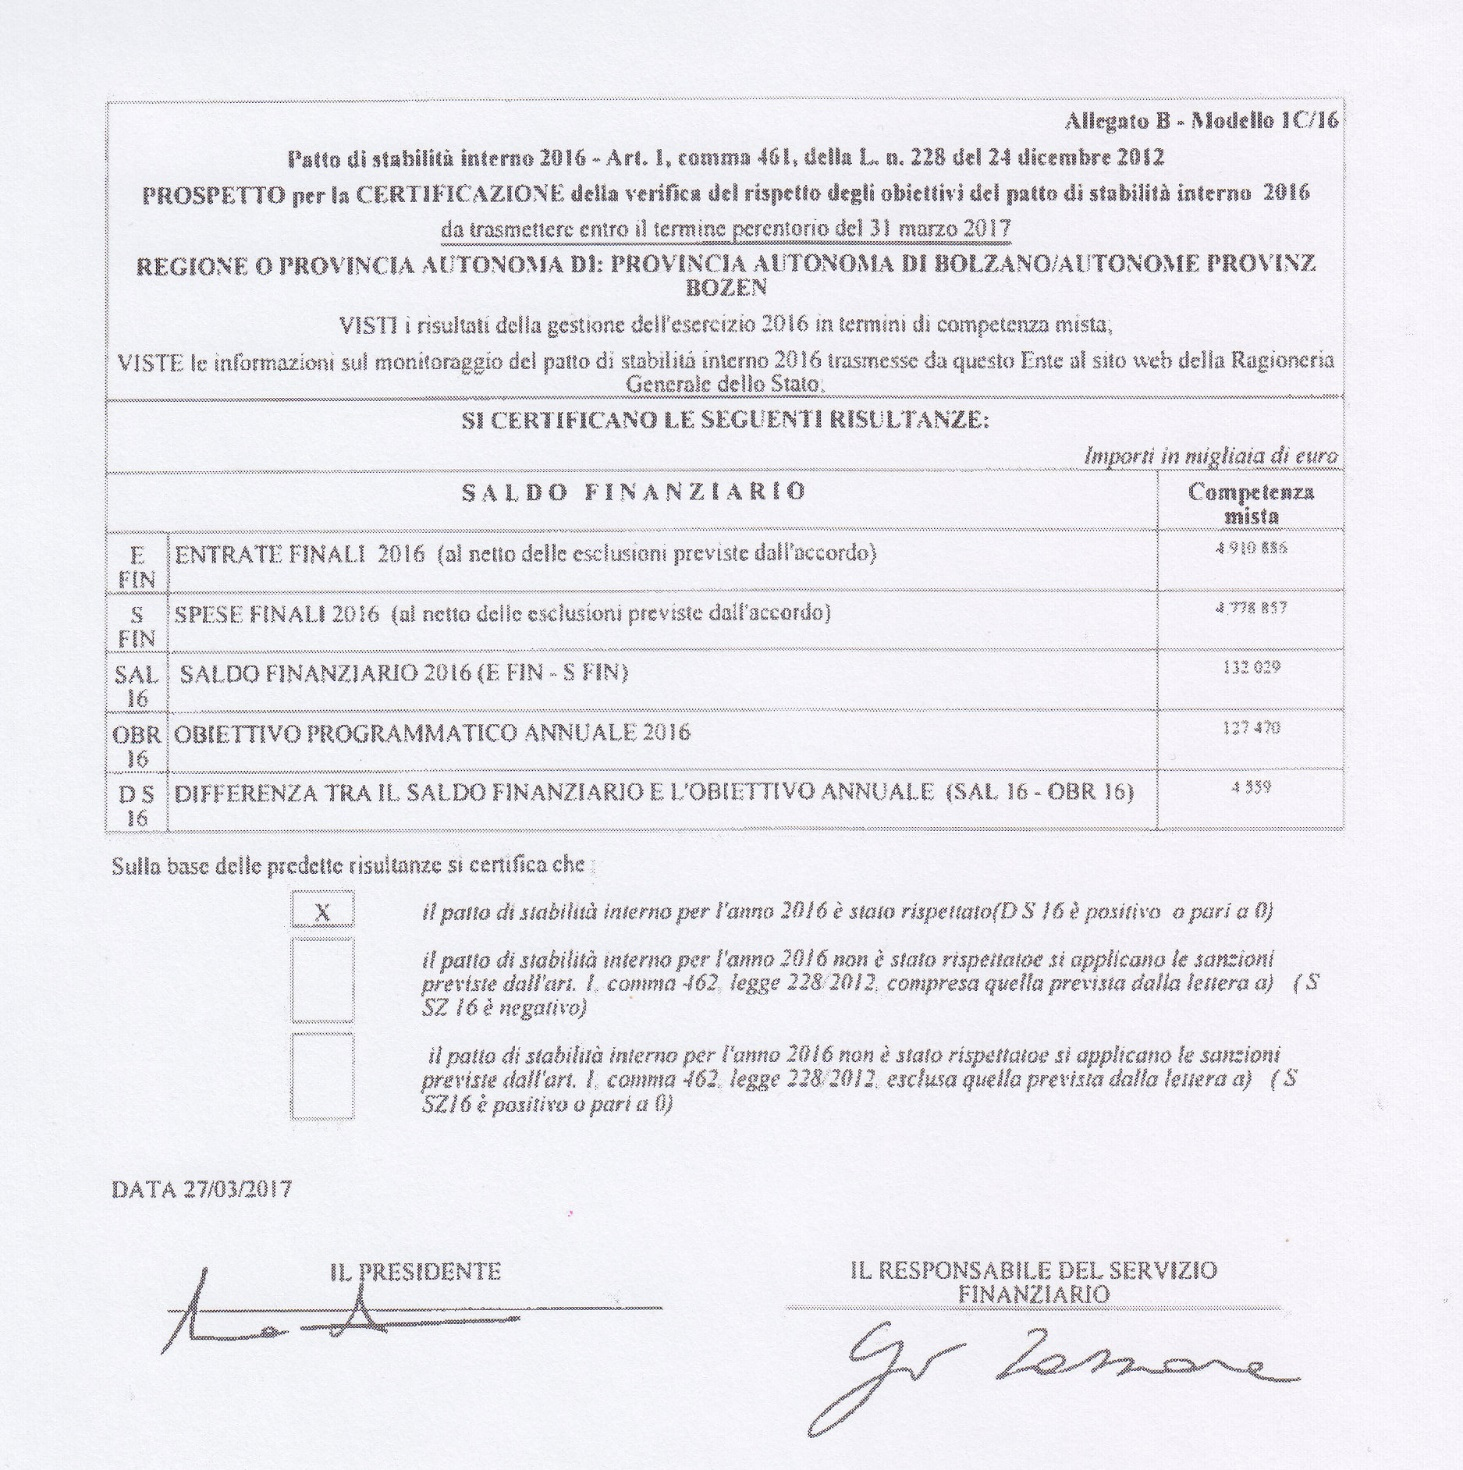 Allegato B - Modello 1C/16
Patto di stabilità interno 2016 - Art. 1, comma 461, della L. n. 228 del 24 dicembre 2012
PROSPETTO per la CERTIFICAZIONE della verifica del rispetto degli obiettivi del patto di stabilità interno 2016
da trasmettere entro il termine perentorio del 31 marzo 2017
REGIONE O PROVINCIA AUTONOMA DI: PROVINCIA AUTONOMA DI BOLZANO/AUTONOME PROVINZ
BOZEN
VISTI i risultati della gestione dell'esercizio 2016 in termini di competenza mista;
VISTE le informazioni sul monitoraggio del patto di stabilità interno 2016 trasmesse da questo Ente al sito web della Ragioneria
Generale dello Stato;
SI CERTIFICANO LE SEGUENTI RISULTANZE:
Importi in migliaia di euro
SALDO FINANZIARIO
Competenza
mista
E
FIN
ENTRATE FINALI 2016 (al netto delle esclusioni previste dall'accordo)
4 910 886
S
FIN
SPESE FINALI 2016 (al netto delle esclusioni previste dall'accordo)
4 778 857
SAL
16
SALDO FINANZIARIO 2016 (E FIN - S FIN)
132 029
OBR
16
OBIETTIVO PROGRAMMATICO ANNUALE 2016
127 470
D S
16
DIFFERENZA TRA IL SALDO FINANZIARIO E L'OBIETTIVO ANNUALE (SAL 16 - OBR 16)
4 559
Sulla base delle predette risultanze si certifica che :
X
il patto di stabilità interno per l'anno 2016 è stato rispettato(D S 16 è positivo o pari a 0)
il patto di stabilità interno per l'anno 2016 non è stato rispettatoe si applicano le sanzioni
previste dall'art. 1, comma 462, legge 228/2012, compresa quella prevista dalla lettera a) ( S
SZ 16 è negativo)
il patto di stabilità interno per l'anno 2016 non è stato rispettatoe si applicano le sanzioni
previste dall'art. 1, comma 462, legge 228/2012, esclusa quella prevista dalla lettera a) ( S
SZ16 è positivo o pari a 0)
DATA 27/03/2017
IL PRESIDENTE
IL RESPONSABILE DEL SERVIZIO
FINANZIARIO